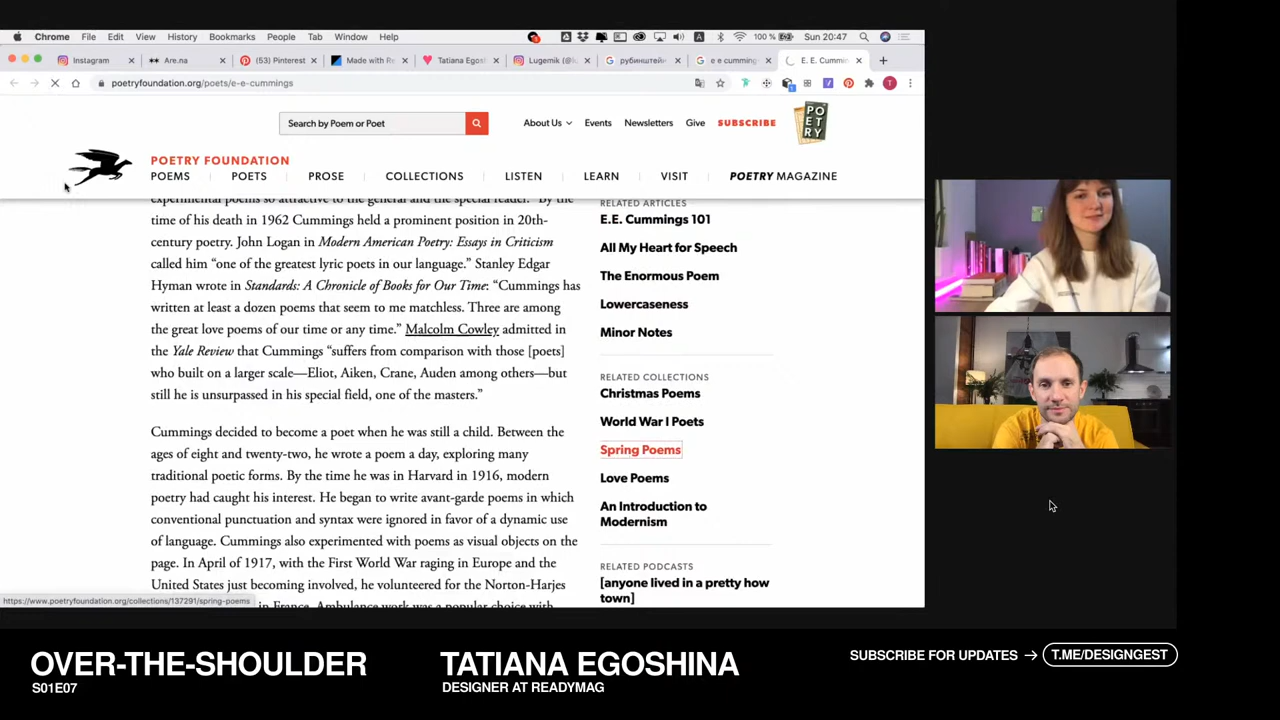 Chrome File Edit View History Bookmarks People Tab Window Help
100 % Sun 20:47
Instagram
Are.na
(53) Pinterest
Made with Re
Tatiana Egosh
Lugemik (@lu
рубинштейн
e e cumming
E. E. Cummin
poetryfoundation.org/poets/e-e-cummings
T
Search by Poem or Poet
About Us Events Newsletters Give SUBSCRIBE
POETRY
POETRY FOUNDATION
POEMS POETS PROSE COLLECTIONS LISTEN LEARN VISIT POETRY MAGAZINE
experimental poems so attractive to the general and the special reader.” By the
time of his death in 1962 Cummings held a prominent position in 20th-
century poetry. John Logan in Modern American Poetry: Essays in Criticism
called him “one of the greatest lyric poets in our language.” Stanley Edgar
Hyman wrote in Standards: A Chronicle of Books for Our Time: “Cummings has
written at least a dozen poems that seem to me matchless. Three are among
the great love poems of our time or any time.” Malcolm Cowley admitted in
the Yale Review that Cummings “suffers from comparison with those [poets]
who built on a larger scale—Eliot, Aiken, Crane, Auden among others—but
still he is unsurpassed in his special field, one of the masters.”
Cummings decided to become a poet when he was still a child. Between the
ages of eight and twenty-two, he wrote a poem a day, exploring many
traditional poetic forms. By the time he was in Harvard in 1916, modern
poetry had caught his interest. He began to write avant-garde poems in which
conventional punctuation and syntax were ignored in favor of a dynamic use
of language. Cummings also experimented with poems as visual objects on the
page. In April of 1917, with the First World War raging in Europe and the
United States just becoming involved, he volunteered for the Norton-Harjes
in France. Ambulance work was a popular choice with
https://www.poetryfoundation.org/collections/137291/spring-poems
RELATED ARTICLES
E.E. Cummings 101
All My Heart for Speech
The Enormous Poem
Lowercaseness
Minor Notes
RELATED COLLECTIONS
Christmas Poems
World War I Poets
Spring Poems
Love Poems
An Introduction to
Modernism
RELATED PODCASTS
[anyone lived in a pretty how
town]
OVER-THE-SHOULDER
S01E07
TATIANA EGOSHINA
DESIGNER AT READYMAG
SUBSCRIBE FOR UPDATES → T.ME/DESIGNGEST